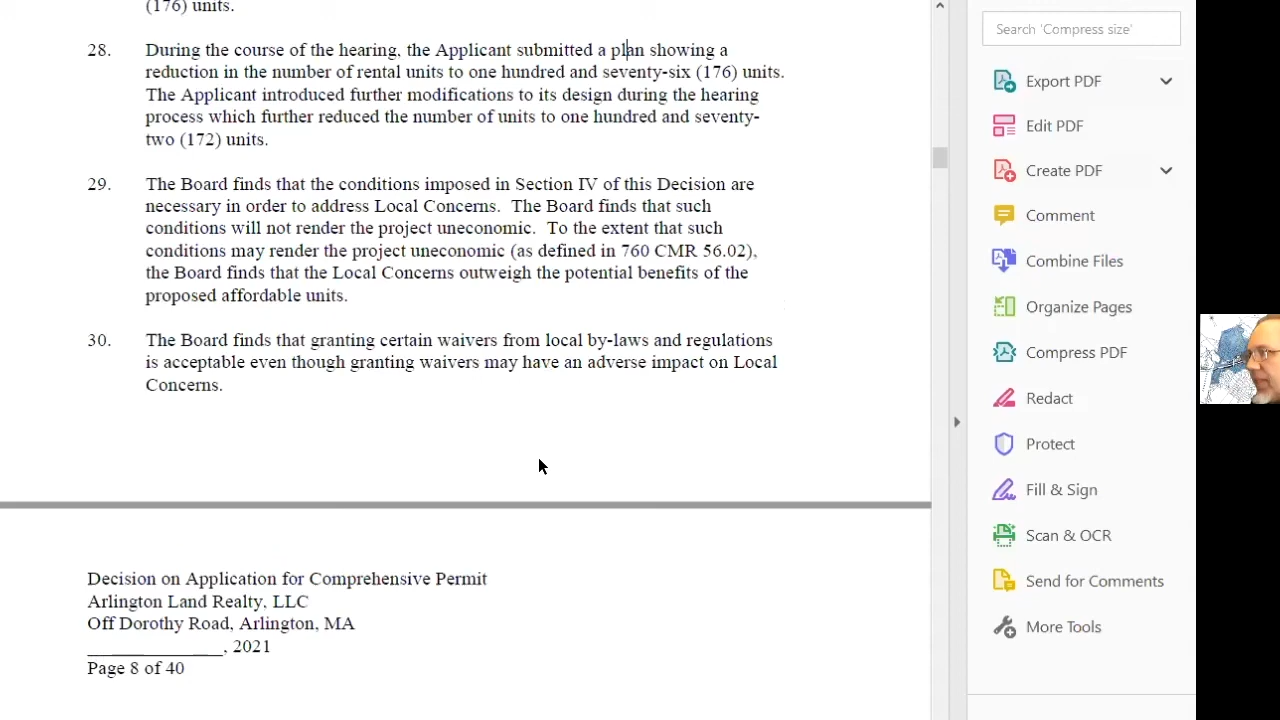 (176) units.
28. During the course of the hearing, the Applicant submitted a plan showing a
reduction in the number of rental units to one hundred and seventy-six (176) units.
The Applicant introduced further modifications to its design during the hearing
process which further reduced the number of units to one hundred and seventy-
two (172) units.
29. The Board finds that the conditions imposed in Section IV of this Decision are
necessary in order to address Local Concerns. The Board finds that such
conditions will not render the project uneconomic. To the extent that such
conditions may render the project uneconomic (as defined in 760 CMR 56.02),
the Board finds that the Local Concerns outweigh the potential benefits of the
proposed affordable units.
30. The Board finds that granting certain waivers from local by-laws and regulations
is acceptable even though granting waivers may have an adverse impact on Local
Concerns.
Decision on Application for Comprehensive Permit
Arlington Land Realty, LLC
Off Dorothy Road, Arlington, MA
_______________, 2021
Page 8 of 40
Search 'Compress size'
Export PDF
Edit PDF
Create PDF
Comment
Combine Files
Organize Pages
Compress PDF
Redact
Protect
Fill & Sign
Scan & OCR
Send for Comments
More Tools